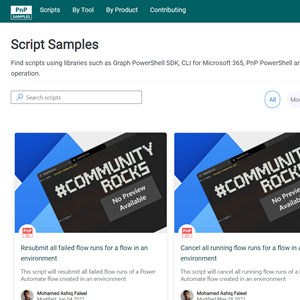 PnP
SAMPLES
Scripts
By Tool
By Product
Contributing
Script Samples
Find scripts using libraries such as Graph PowerShell SDK, CLI for Microsoft 365, PnP PowerShell an
operation.
Search scripts
All
Mo
#COMMUNITY
ROCKS
No Preview
Available
#COMMUNITY
ROCKS
No Preview
Available
PnP
Resubmit all failed flow runs for a flow in an
environment
This script will resubmit all failed flow runs of a Power
Automate flow created in an environment
Mohamed Ashiq Faleel
Modified Jun 04 2021
PnP
Cancel all running flow runs for a flow in an
environment
This script will cancel all running flow runs of a
Automate flow created in an environment
Mohamed Ashiq Faleel
Modified May 28 2021